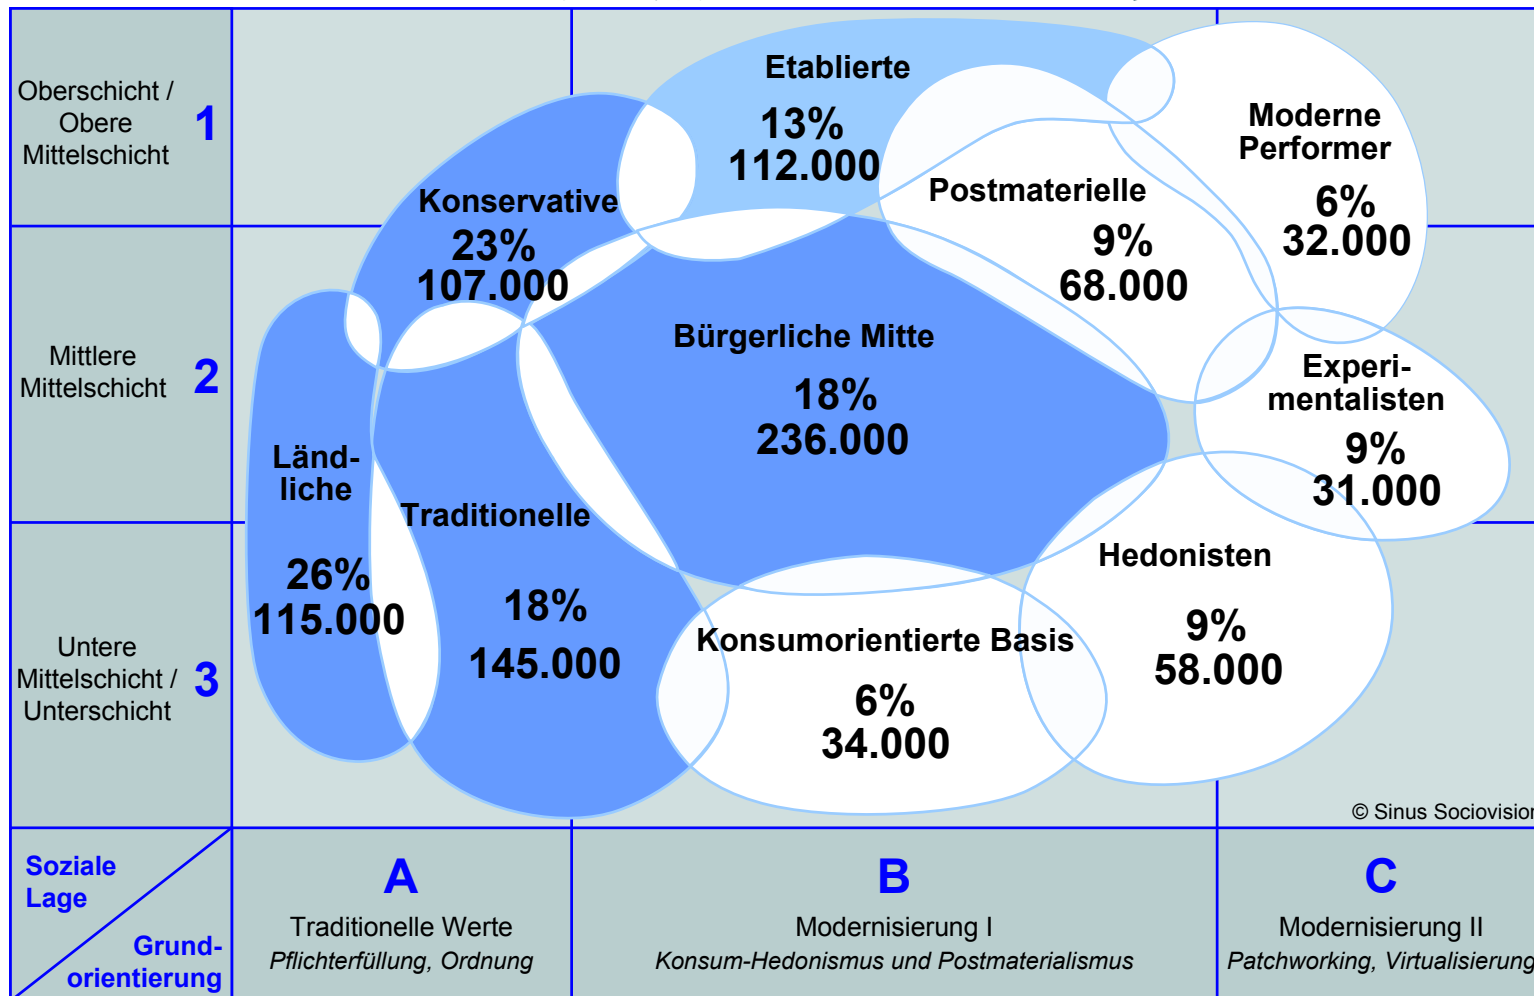 Oberschicht /
Obere
Mittelschicht
1
Mittlere
Mittelschicht
2
Untere
Mittelschicht /
Unterschicht
3
Etablierte
13%
112.000
Moderne
Performer
6%
32.000
Konservative
23%
107.000
Postmaterielle
9%
68.000
Bürgerliche Mitte
18%
236.000
Experi-
mentalisten
9%
31.000
Länd-
liche
26%
115.000
Traditionelle
18%
145.000
Hedonisten
9%
58.000
Konsumorientierte Basis
6%
34.000
© Sinus Sociovision
Soziale
Lage
Grund-
orientierung
A
Traditionelle Werte
Pflichterfüllung, Ordnung
B
Modernisierung I
Konsum-Hedonismus und Postmaterialismus
C
Modernisierung II
Patchworking, Virtualisierung